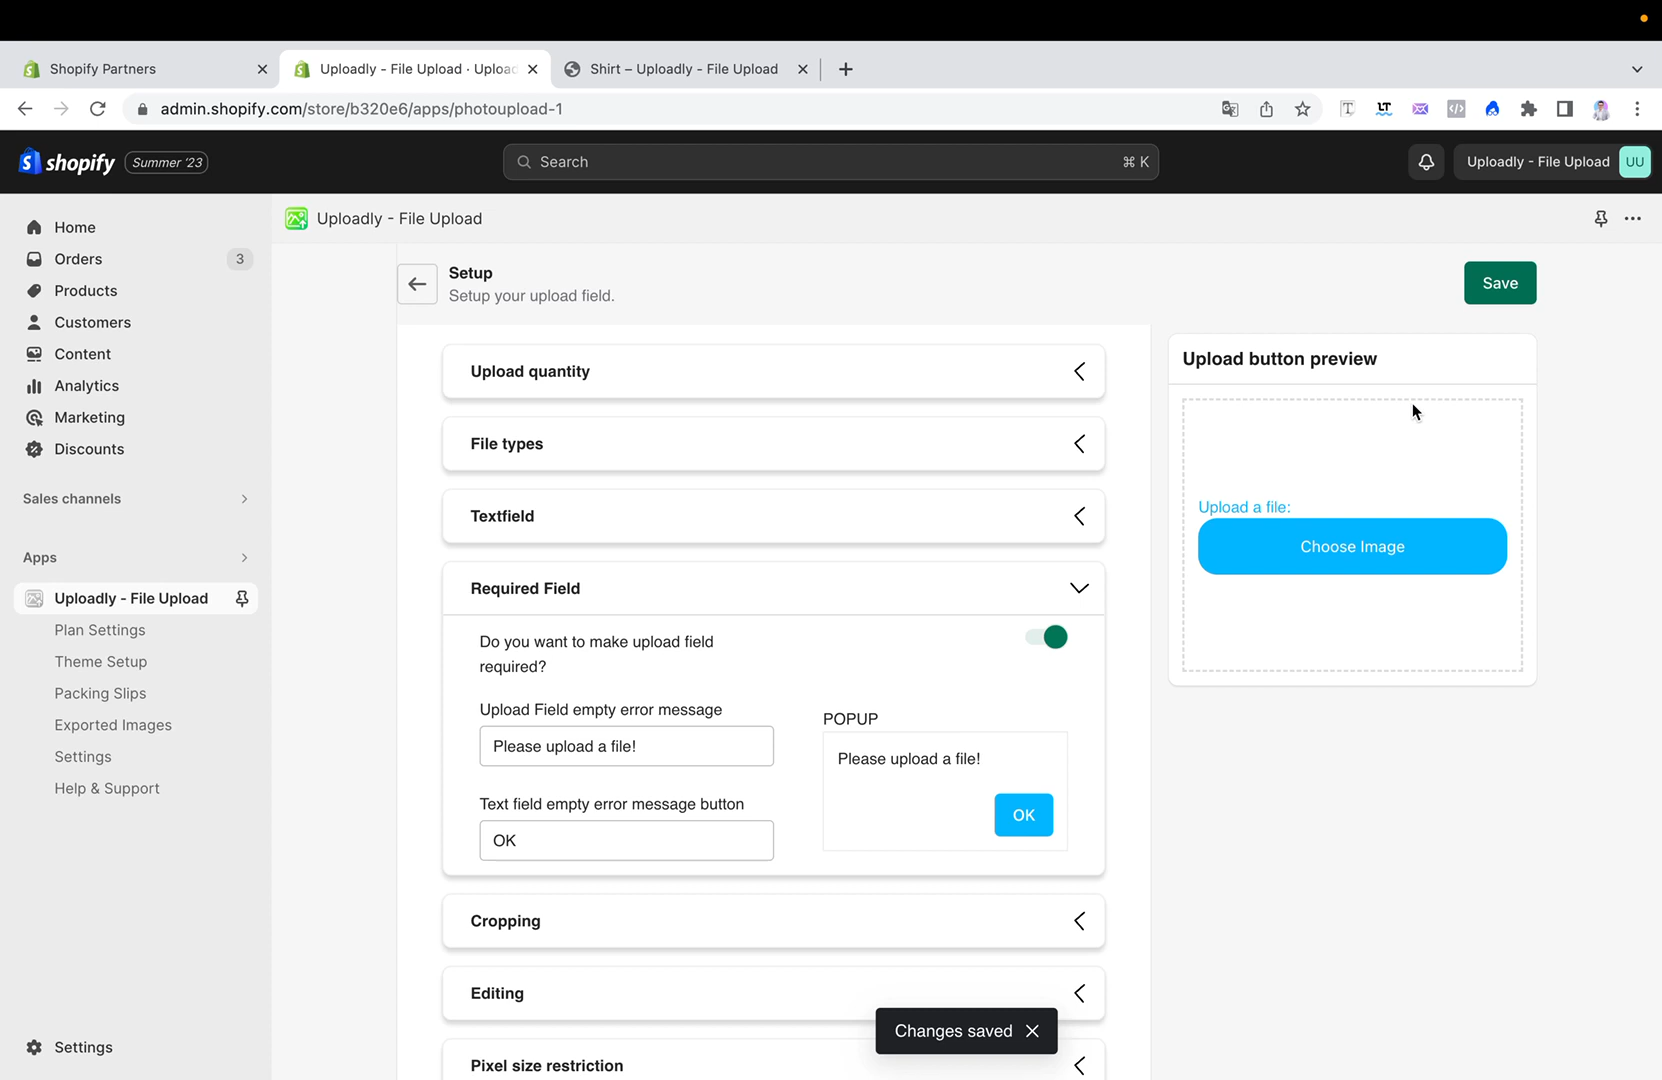 Shopify Partners
Uploadly - File Upload · Uploac
Shirt – Uploadly - File Upload
admin.shopify.com/store/b320e6/apps/photoupload-1
shopify
Summer '23
Search
⌘ K
Uploadly - File Upload
UU
Home
Orders
3
Products
Customers
Content
Analytics
Marketing
Discounts
Sales channels
Apps
Uploadly - File Upload
Plan Settings
Theme Setup
Packing Slips
Exported Images
Settings
Help & Support
Settings
Uploadly - File Upload
Setup
Setup your upload field.
Save
Upload quantity
File types
Textfield
Required Field
Do you want to make upload field
required?
Upload Field empty error message
Please upload a file!
Text field empty error message button
OK
POPUP
Please upload a file!
OK
Cropping
Editing
Pixel size restriction
Changes saved
Upload button preview
Upload a file:
Choose Image